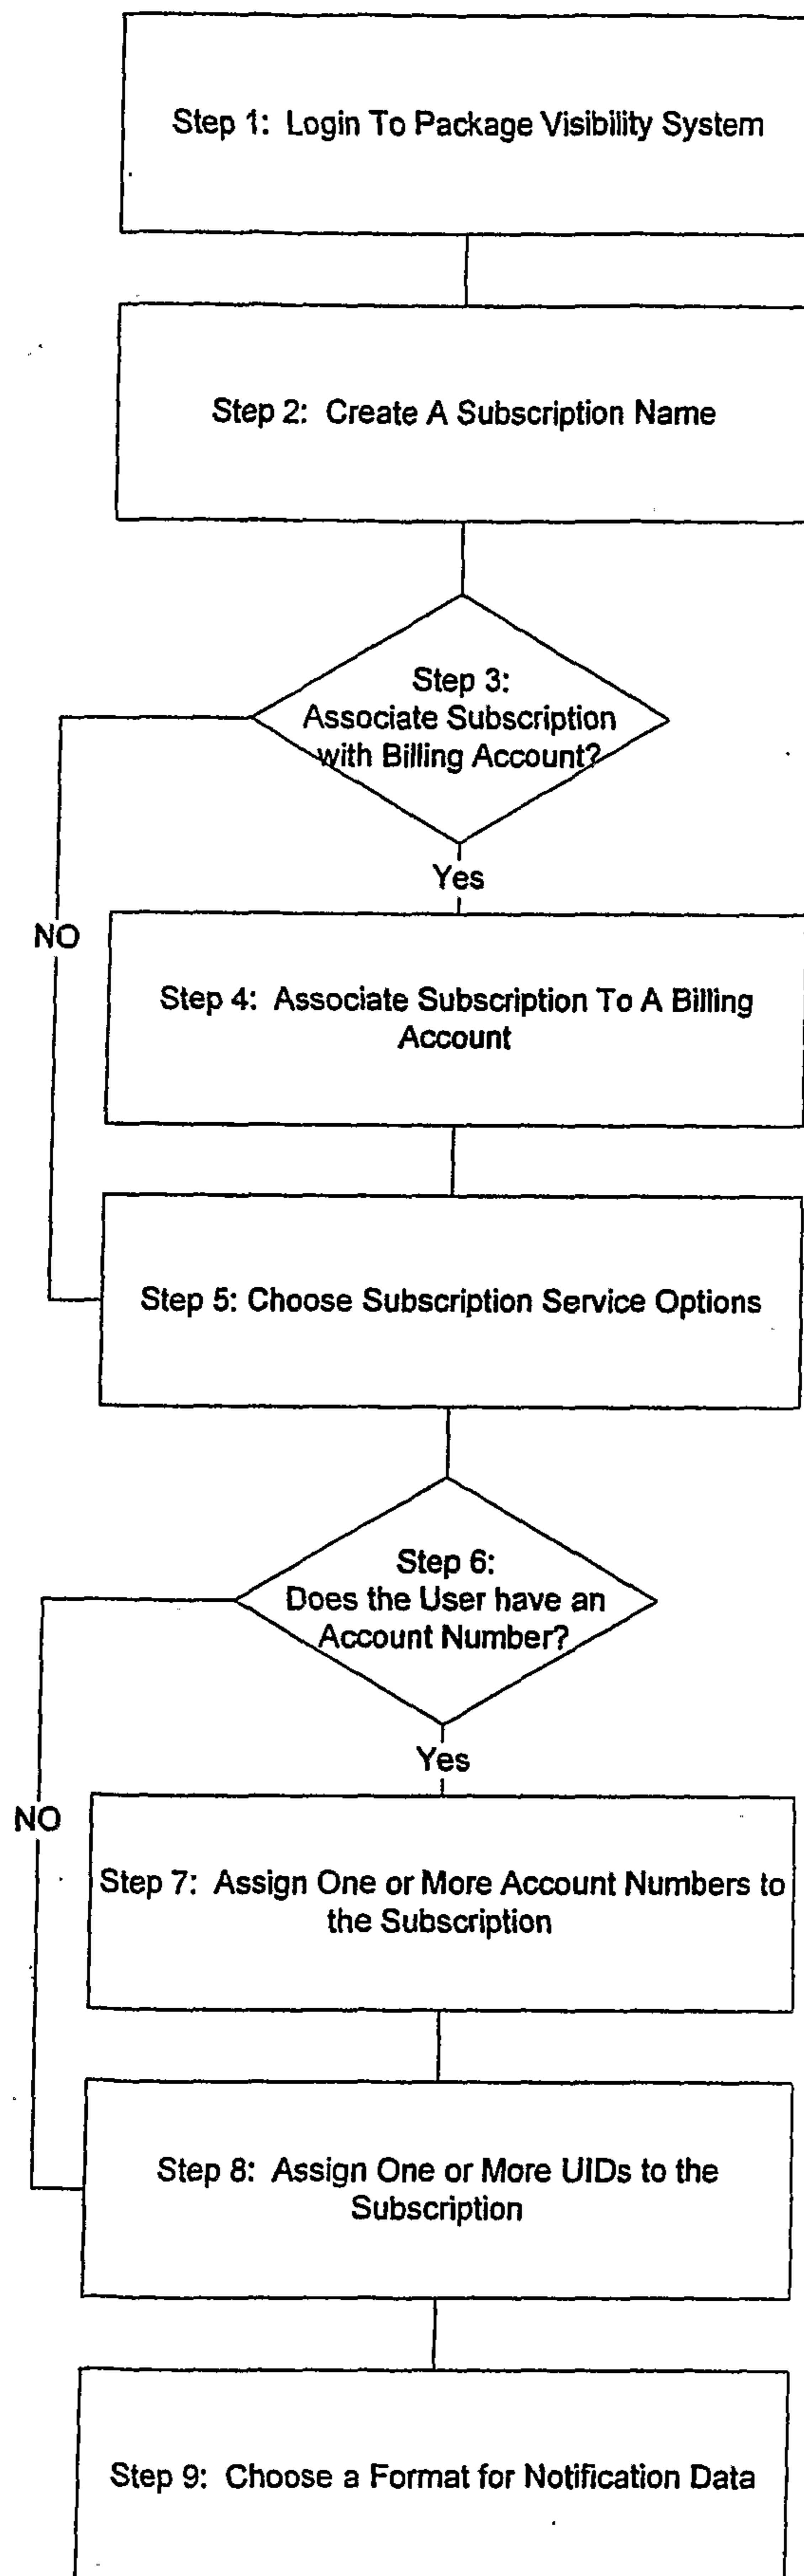 Step 1: Login To Package Visibility System
Step 2: Create A Subscription Name
Step 3:
Associate Subscription
with Billing Account?
Yes
NO
Step 4: Associate Subscription To A Billing
Account
Step 5: Choose Subscription Service Options
Step 6:
Does the User have an
Account Number?
Yes
NO
Step 7: Assign One or More Account Numbers to
the Subscription
Step 8: Assign One or More UIDs to the
Subscription
Step 9: Choose a Format for Notification Data